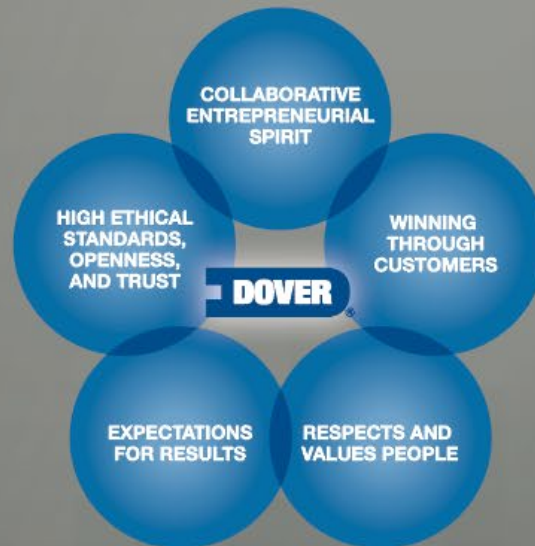 COLLABORATIVE
ENTREPRENEURIAL
SPIRIT
HIGH ETHICAL
STANDARDS,
OPENNESS,
AND TRUST
WINNING
THROUGH
CUSTOMERS
DOVER®
EXPECTATIONS
FOR RESULTS
RESPECTS AND
VALUES PEOPLE